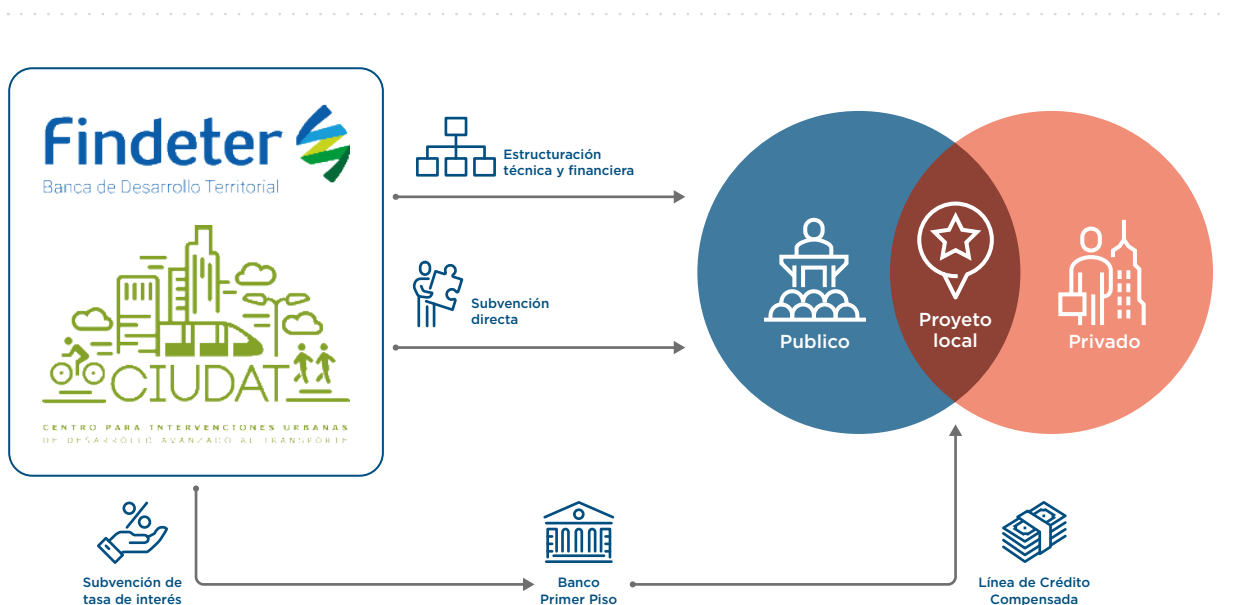 Findeter
Banca de Desarrollo Territorial
CIUDAT
CENTRO PARA INTERVENCIONES URBANAS
DE DESARROLLO AVANZADO AL TRANSPORTE
Estructuración
técnica y financiera
Subvención
directa
Publico
Proyeto
local
Privado
Subvención de
tasa de interés
Banco
Primer Piso
Línea de Crédito
Compensada